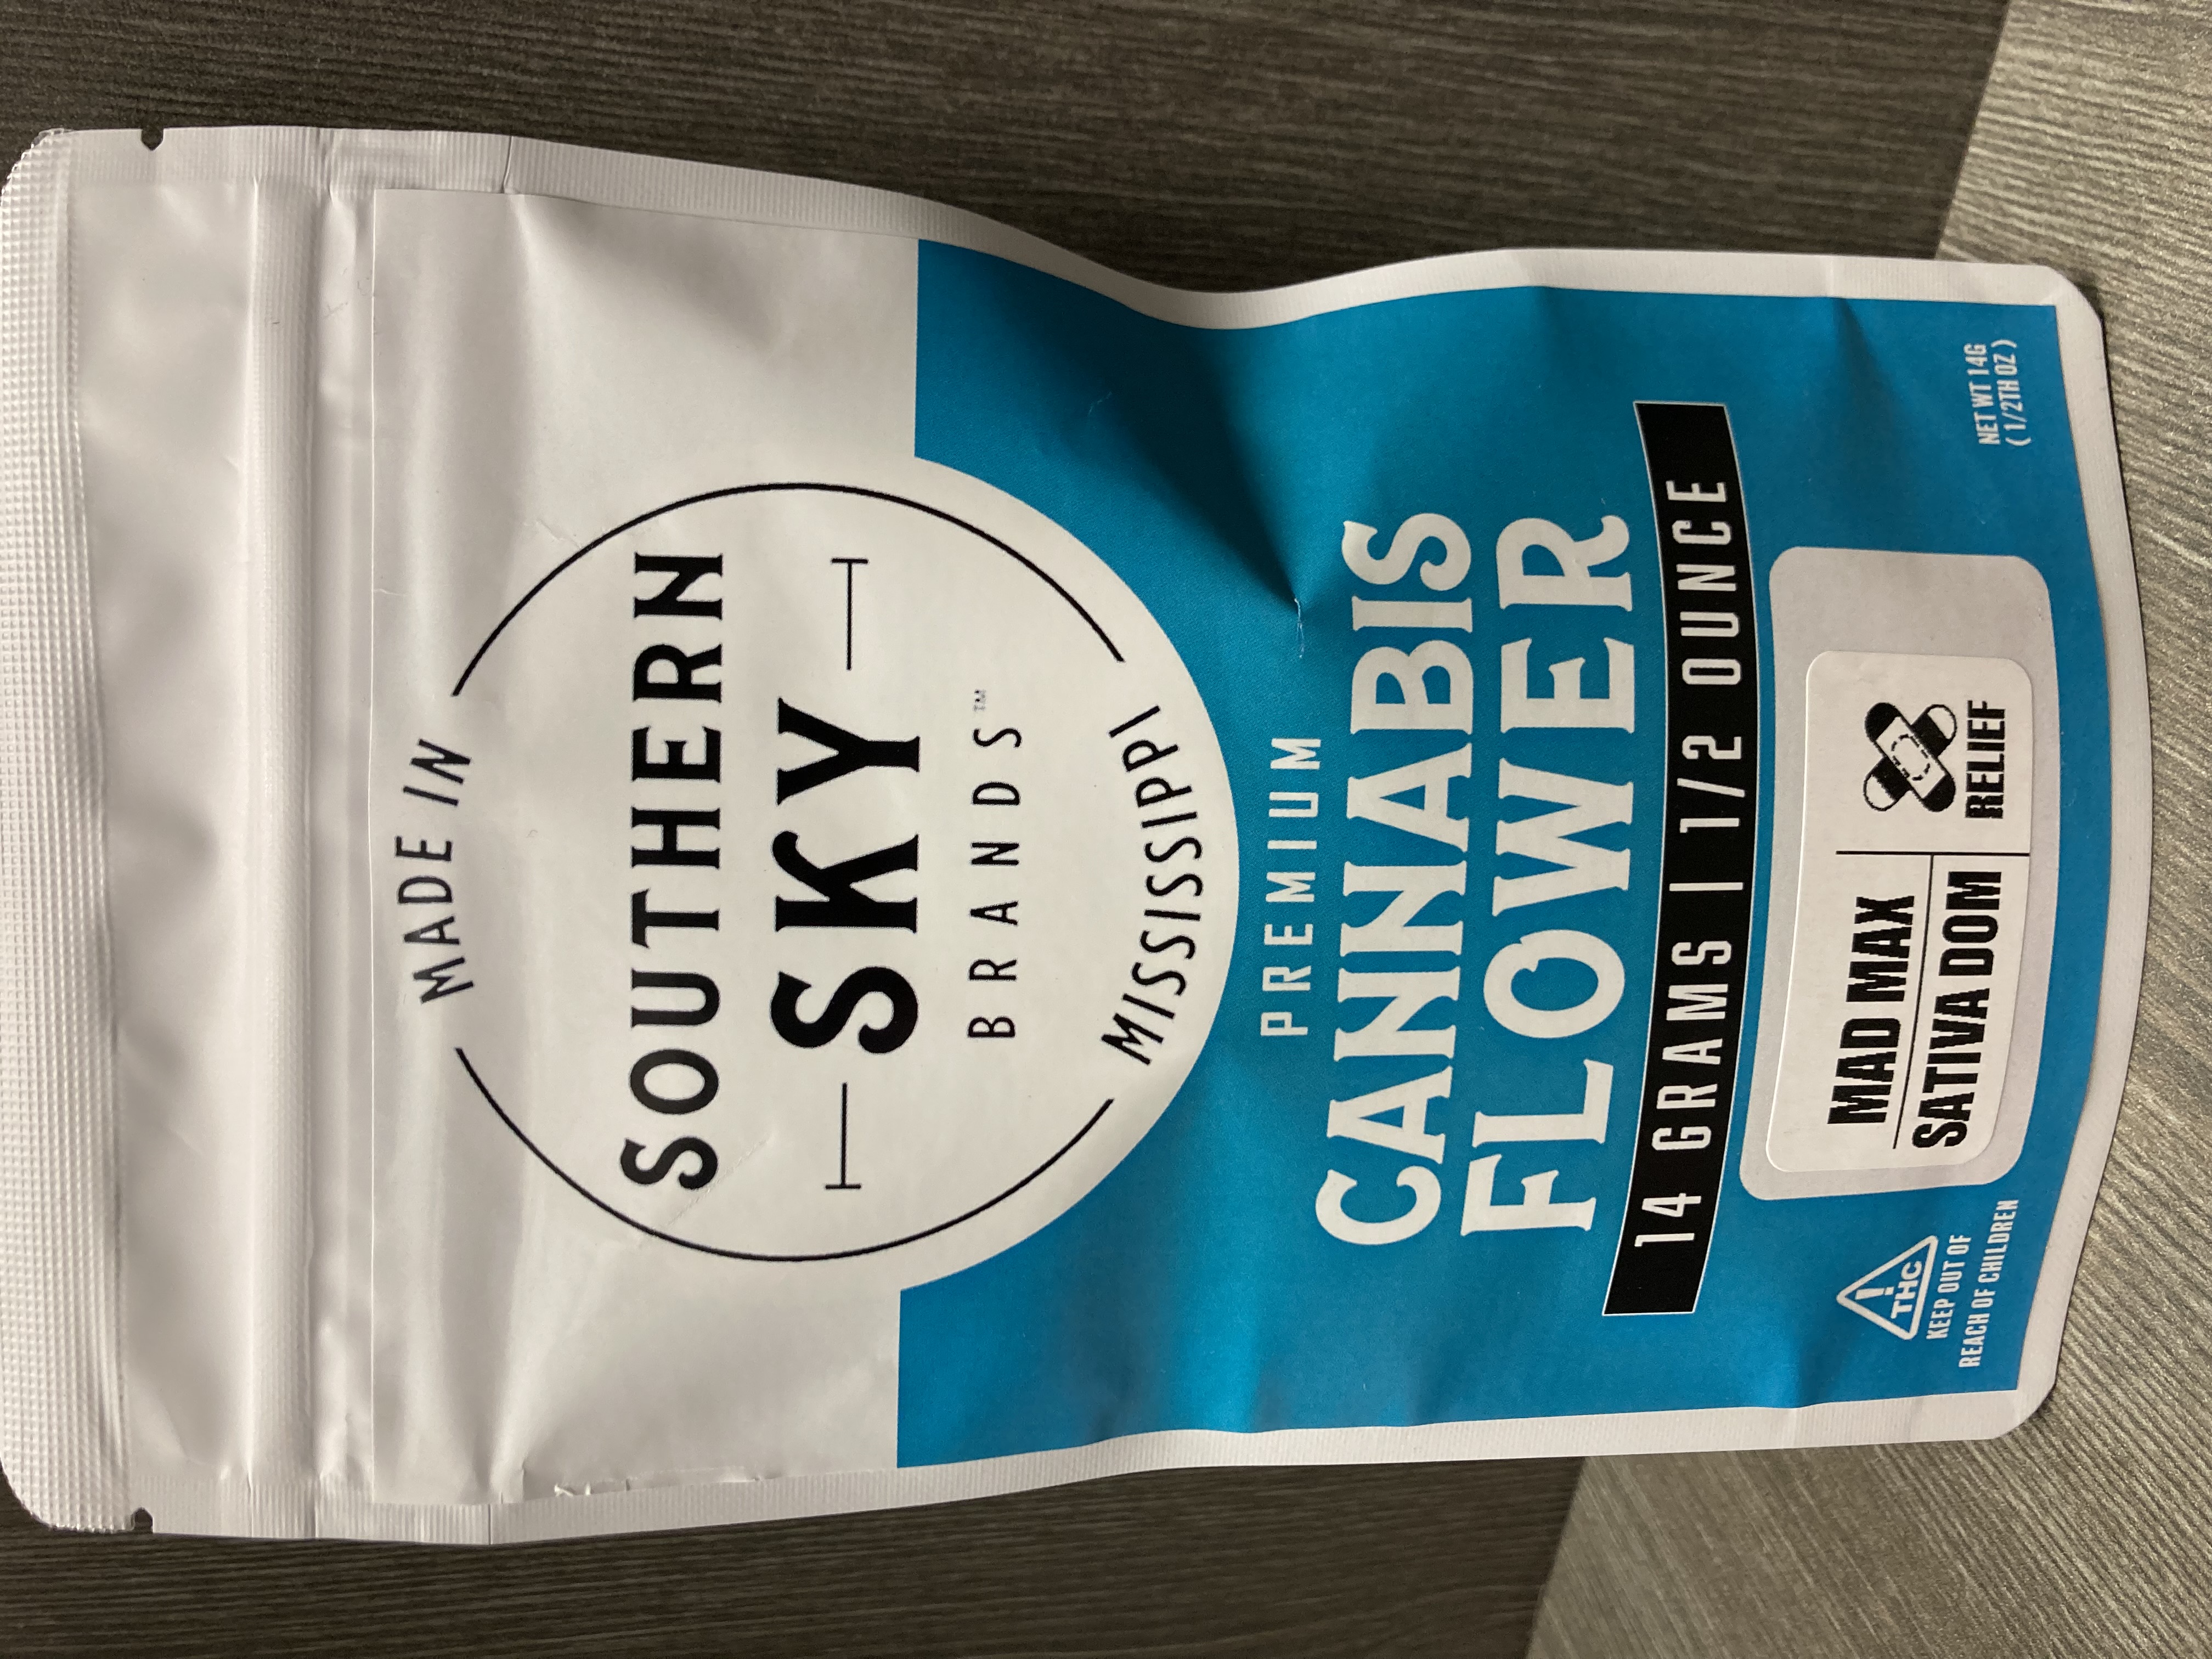 MADE IN
SOUTHERN
SKY
BRANDS™
MISSISSIPPI
PREMIUM
CANNABIS
FLOWER
14 GRAMS | 1/2 OUNCE
MAD MAX
SATIVA DOM
RELIEF
!
THC
KEEP OUT OF
REACH OF CHILDREN
NET WT 14G
(1/2TH OZ)